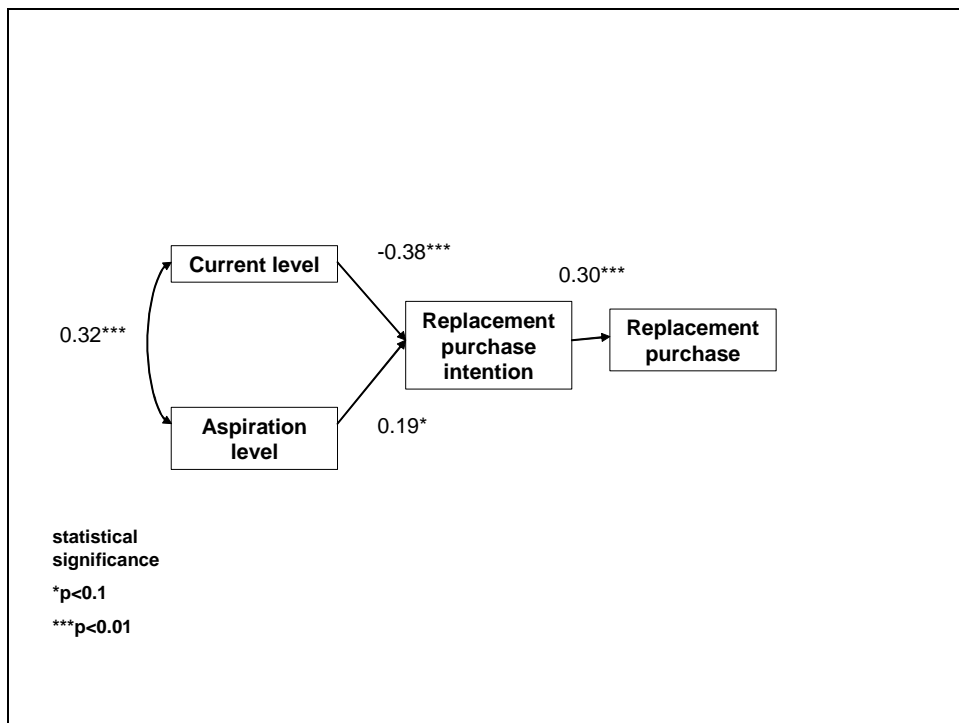 Current level
-0.38***
0.30***
0.32***
Replacement
purchase
intention
Replacement
purchase
Aspiration
level
0.19*
statistical
significance
*p<0.1
***p<0.01